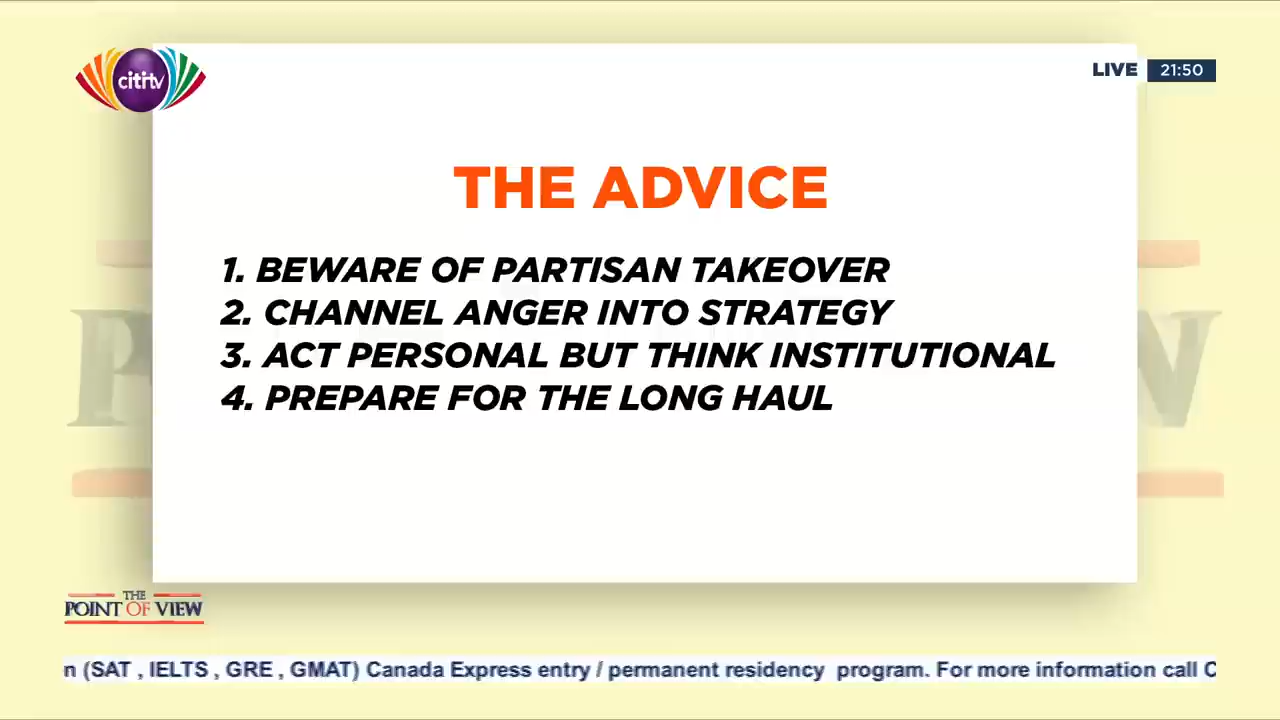 citi tv
LIVE 21:50
THE ADVICE
1. BEWARE OF PARTISAN TAKEOVER
2. CHANNEL ANGER INTO STRATEGY
3. ACT PERSONAL BUT THINK INSTITUTIONAL
4. PREPARE FOR THE LONG HAUL
THE
POINT OF VIEW
n (SAT , IELTS , GRE , GMAT) Canada Express entry / permanent residency program. For more information call C